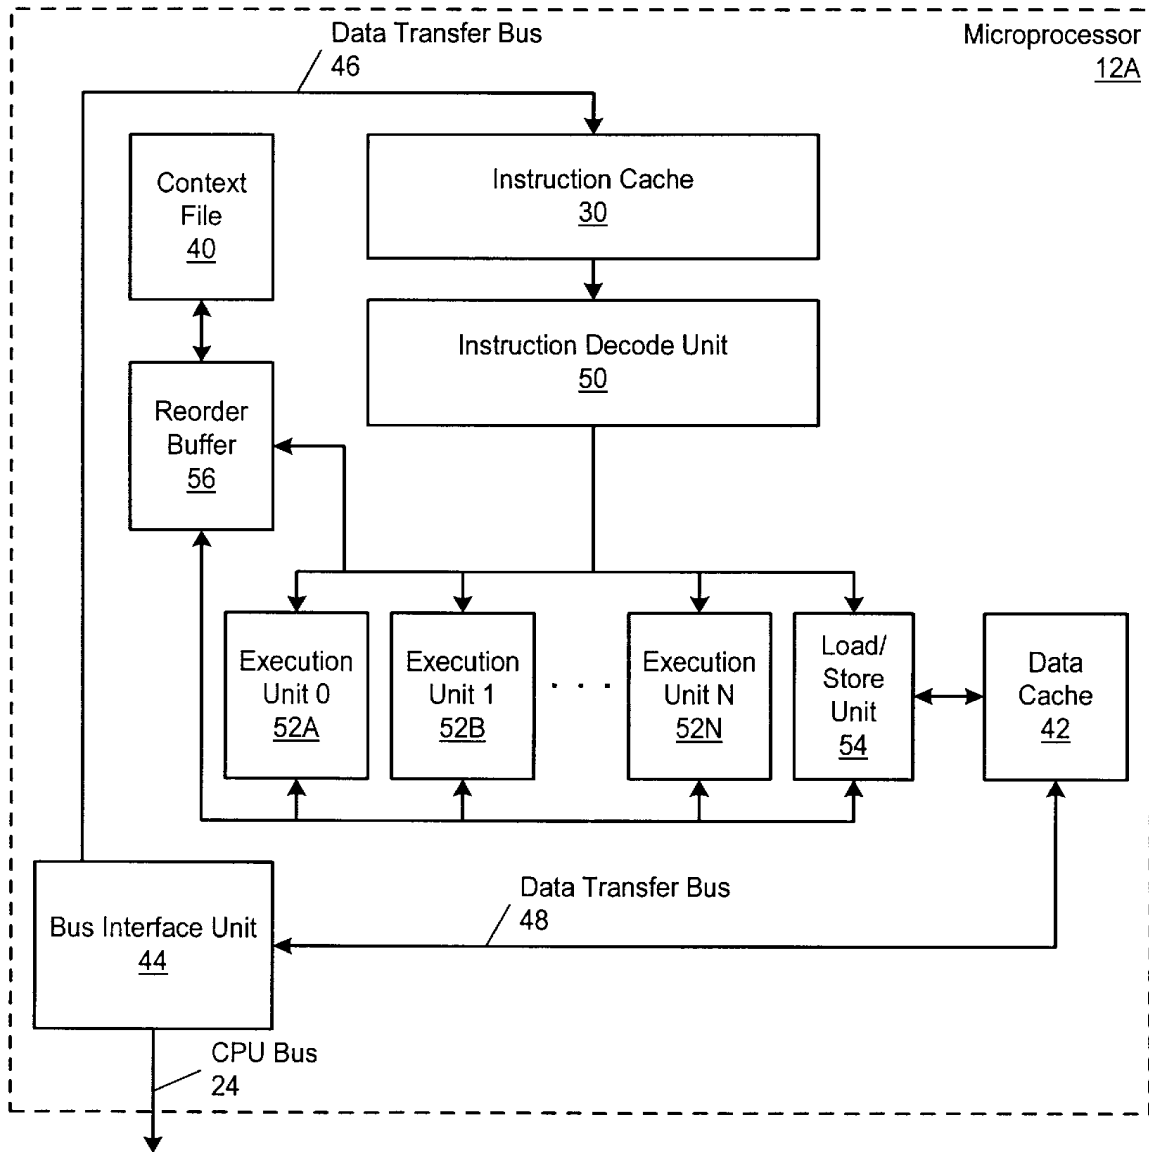 Data Transfer Bus
46
Microprocessor
12A
Context
File
40
Instruction Cache
30
Instruction Decode Unit
50
Reorder
Buffer
56
Execution
Unit 0
52A
Execution
Unit 1
52B
. . .
Execution
Unit N
52N
Load/
Store
Unit
54
Data
Cache
42
Data Transfer Bus
48
Bus Interface Unit
44
CPU Bus
24